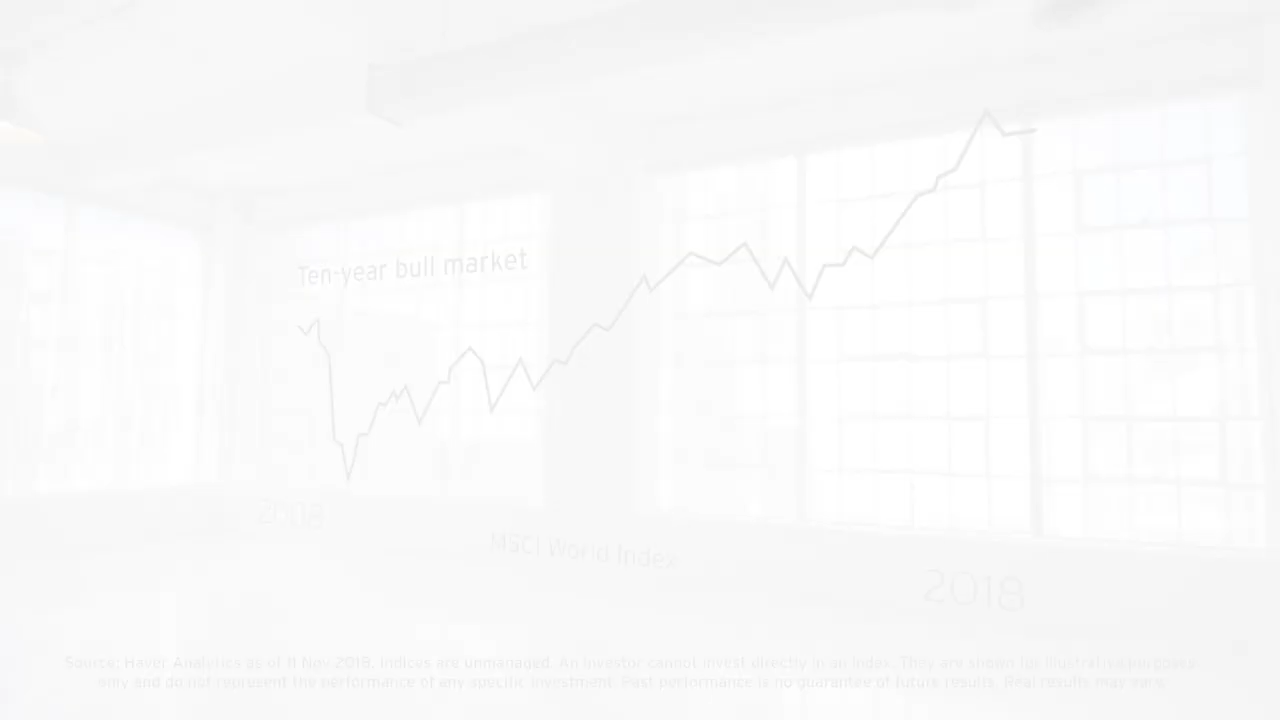 Ten-year bull market
2008
MSCI World Index
2018
Source: Haver Analytics as of 11 Nov 2018. Indices are unmanaged. An investor cannot invest directly in an index. They are shown for illustrative purposes
only and do not represent the performance of any specific investment. Past performance is no guarantee of future results. Real results may vary.